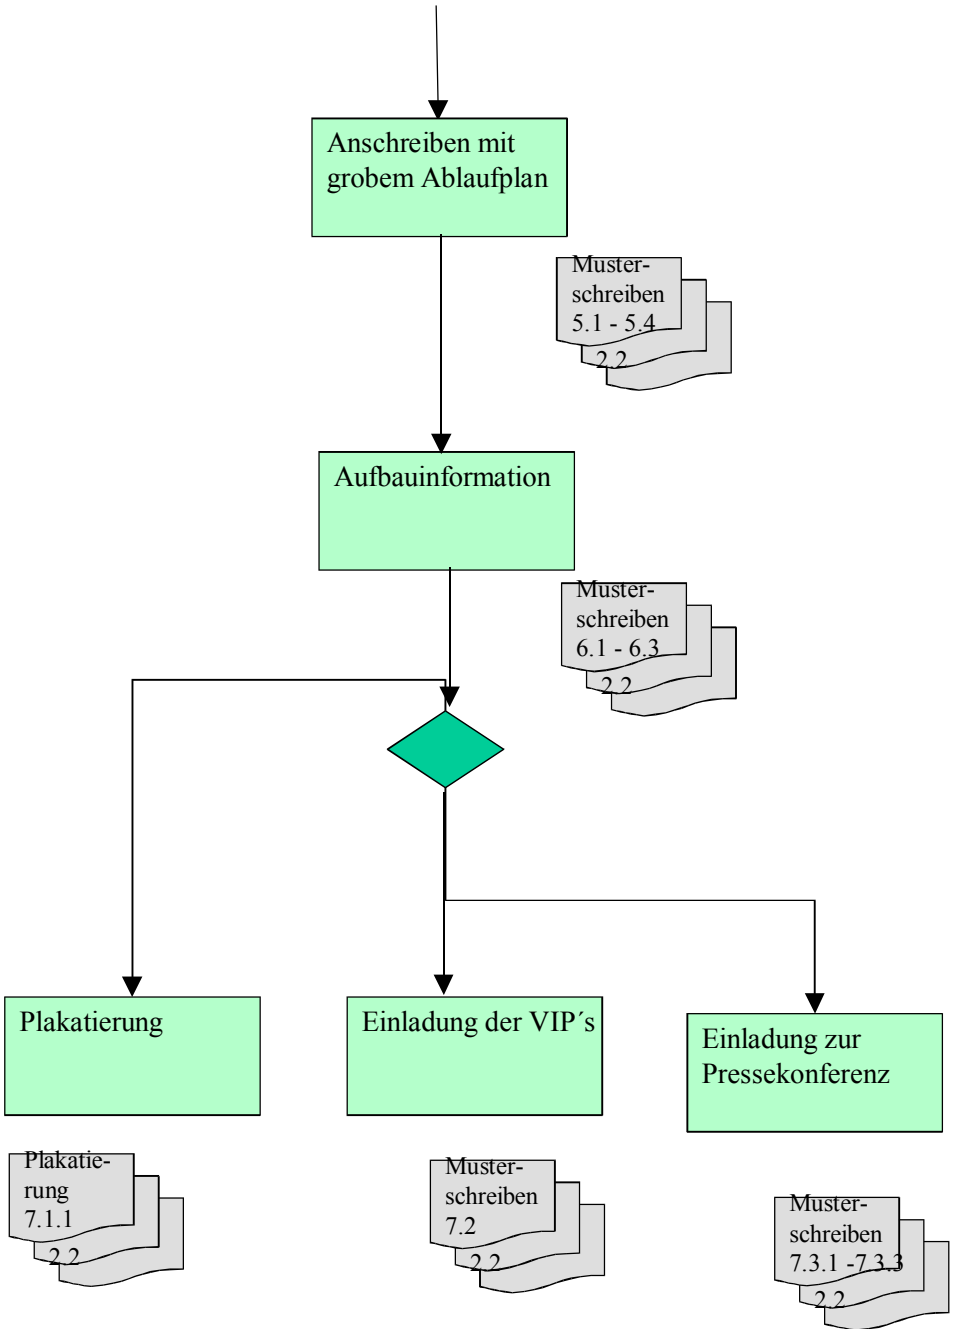 Anschreiben mit
grobem Ablaufplan
Muster-
schreiben
5.1 - 5.4
2.2
Aufbauinformation
Muster-
schreiben
6.1 - 6.3
2.2
Plakatierung
Einladung der VIP´s
Einladung zur
Pressekonferenz
Plakatie-
rung
7.1.1
2.2
Muster-
schreiben
7.2
2.2
Muster-
schreiben
7.3.1 -7.3.3
2.2